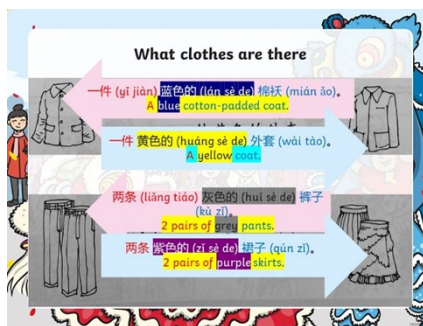 What clothes are there
一件 (yī jiàn) 蓝色的 (lán sè de) 棉袄 (mián ǎo)。
A blue cotton-padded coat.
一件 黄色的 (huáng sè de) 外套 (wài tào)。
A yellow coat.
两条 (liǎng tiáo) 灰色的 (huī sè de) 裤子
(kù zǐ)。
2 pairs of grey pants.
两条 紫色的 (zǐ sè de) 裙子 (qún zǐ)。
2 pairs of purple skirts.